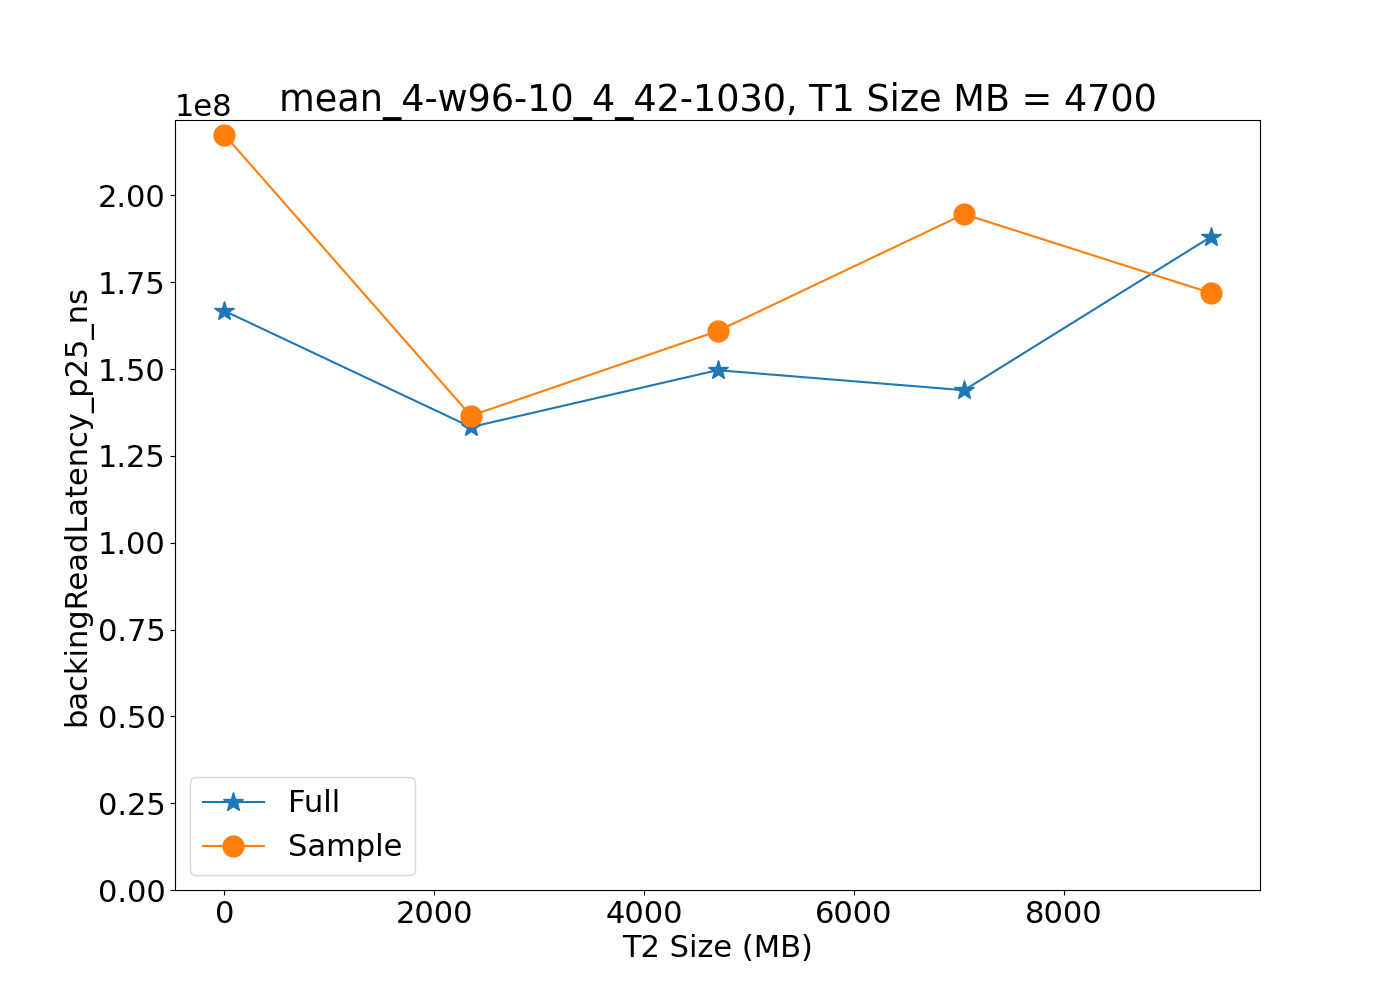 1e8
mean_4-w96-10_4_42-1030, T1 Size MB = 4700
backingReadLatency_p25_ns
2.00
1.75
1.50
1.25
1.00
0.75
0.50
0.25
0.00
Full
Sample
0 2000 4000 6000 8000
T2 Size (MB)